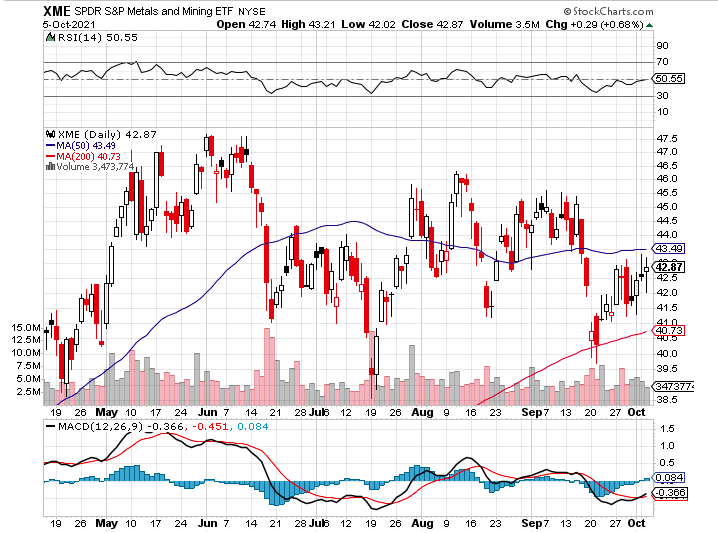 XME SPDR S&P Metals and Mining ETF NYSE © StockCharts.com
5-Oct-2021 Open 42.74 High 43.21 Low 42.02 Close 42.87 Volume 3.5M Chg +0.29 (+0.68%)
RSI(14) 50.55
90
70
50.55
30
10
XME (Daily) 42.87
MA(50) 43.49
MA(200) 40.73
Volume 3,473,774
47.5
47.0
46.5
46.0
45.5
45.0
44.5
44.0
43.49
42.87
42.5
42.0
41.5
41.0
40.73
40.5
40.0
39.5
39.0
38.5
15.0M
12.5M
10.0M
7.5M
5.0M
2.5M
3473774
19 26 May 10 17 24 Jun 7 14 21 28 Jul 6 12 19 26 Aug 9 16 23 Sep 7 13 20 27 Oct
MACD(12,26,9) -0.366, -0.451, 0.084
1.5
1.0
0.5
0.084
-0.366
-1.0
19 26 May 10 17 24 Jun 7 14 21 28 Jul 6 12 19 26 Aug 9 16 23 Sep 7 13 20 27 Oct